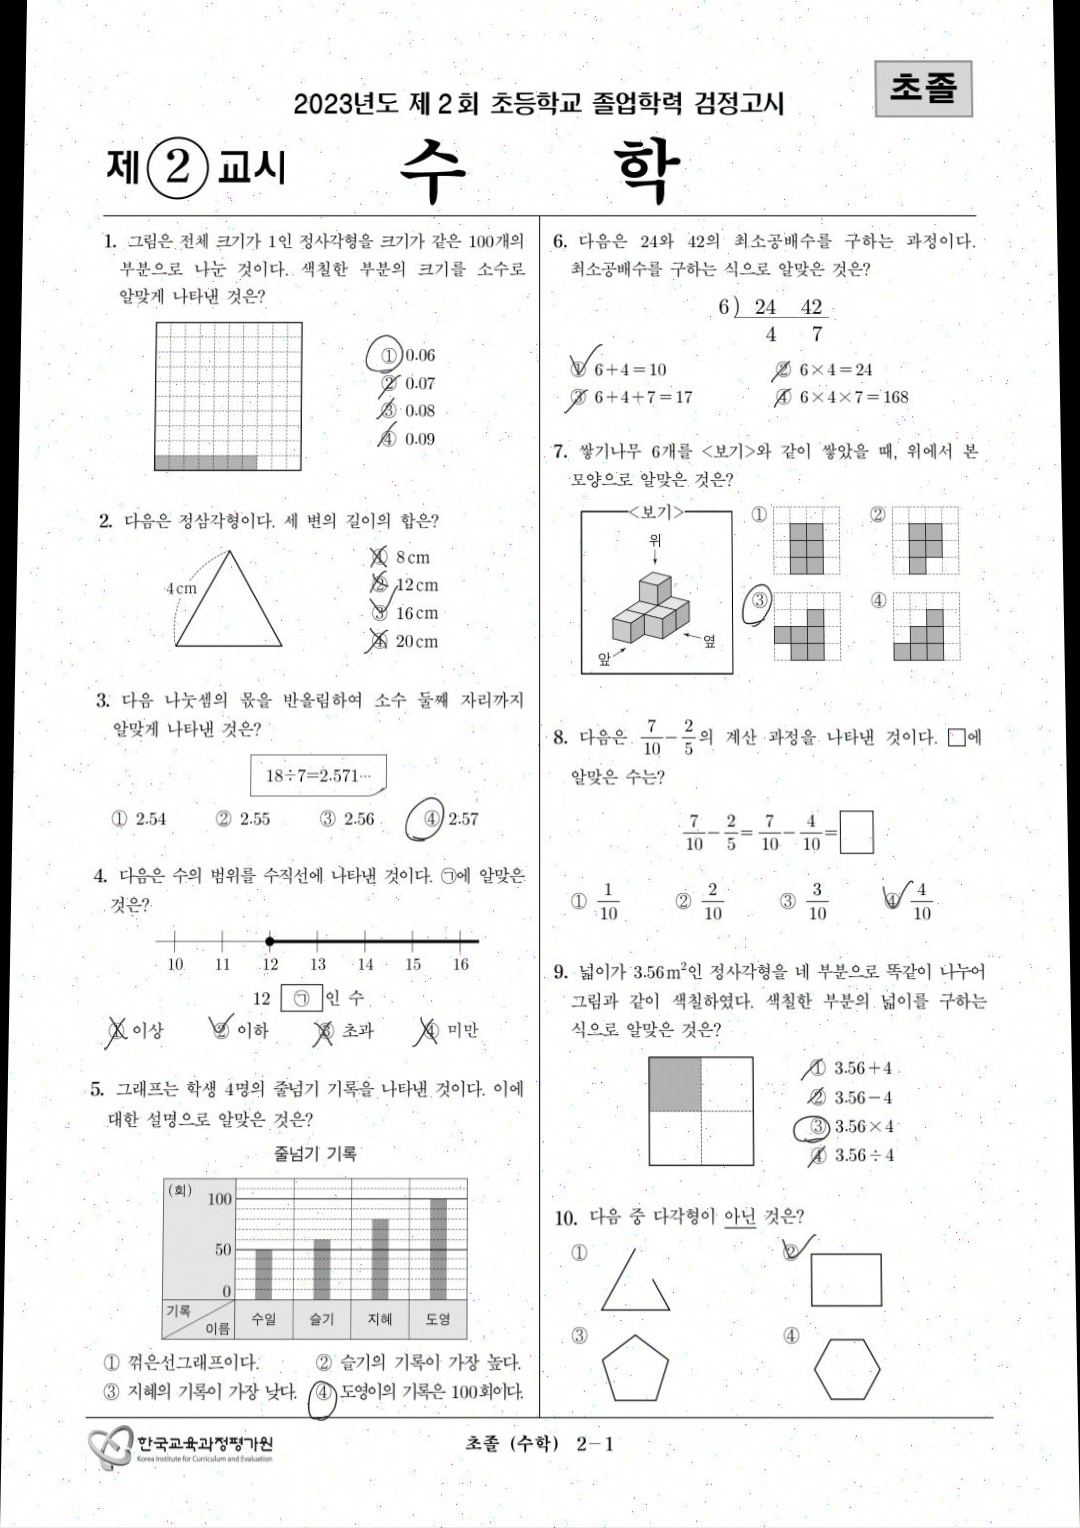 초졸
2023년도 제 2 회 초등학교 졸업학력 검정고시
제 ② 교시 수 학
1. 그림은 전체 크기가 1인 정사각형을 크기가 같은 100개의
부분으로 나눈 것이다. 색칠한 부분의 크기를 소수로
알맞게 나타낸 것은?
① 0.06
② 0.07
③ 0.08
④ 0.09
2. 다음은 정삼각형이다. 세 변의 길이의 합은?
4cm
① 8cm
② 12cm
③ 16cm
④ 20cm
3. 다음 나눗셈의 몫을 반올림하여 소수 둘째 자리까지
알맞게 나타낸 것은?
18÷7=2.571···
① 2.54 ② 2.55 ③ 2.56 ④ 2.57
4. 다음은 수의 범위를 수직선에 나타낸 것이다. ㉠에 알맞은
것은?
10 11 12 13 14 15 16
12 ㉠ 인 수
① 이상 ② 이하 ③ 초과 ④ 미만
5. 그래프는 학생 4명의 줄넘기 기록을 나타낸 것이다. 이에
대한 설명으로 알맞은 것은?
줄넘기 기록
(회)
100
50
0
기록
이름
수일 슬기 지혜 도영
① 꺾은선그래프이다. ② 슬기의 기록이 가장 높다.
③ 지혜의 기록이 가장 낮다. ④ 도영이의 기록은 100회이다.
6. 다음은 24와 42의 최소공배수를 구하는 과정이다.
최소공배수를 구하는 식으로 알맞은 것은?
6) 24 42
4 7
① 6+4=10 ② 6×4=24
③ 6+4+7=17 ④ 6×4×7=168
7. 쌓기나무 6개를 <보기>와 같이 쌓았을 때, 위에서 본
모양으로 알맞은 것은?
<보기>
위
앞
옆
① ②
③ ④
8. 다음은 7/10 - 2/5의 계산 과정을 나타낸 것이다. □에
알맞은 수는?
7/10 - 2/5 = 7/10 - 4/10 = □
① 1/10 ② 2/10 ③ 3/10 ④ 4/10
9. 넓이가 3.56m²인 정사각형을 네 부분으로 똑같이 나누어
그림과 같이 색칠하였다. 색칠한 부분의 넓이를 구하는
식으로 알맞은 것은?
① 3.56+4
② 3.56-4
③ 3.56×4
④ 3.56÷4
10. 다음 중 다각형이 아닌 것은?
① ②
③ ④
한국교육과정평가원
Korea Institute for Curriculum and Evaluation
초졸 (수학) 2-1